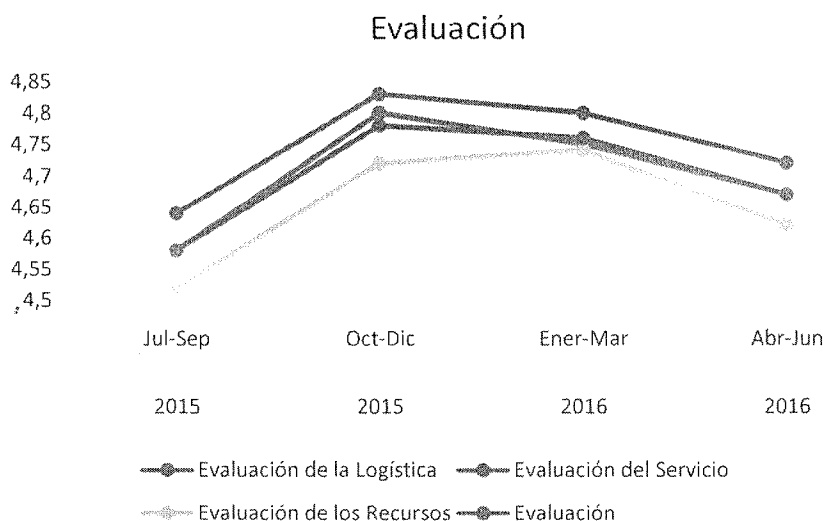 Evaluación
4,85
4,8
4,75
4,7
4,65
4,6
4,55
4,5
Jul-Sep Oct-Dic Ener-Mar Abr-Jun
2015 2015 2016 2016
Evaluación de la Logística Evaluación del Servicio
Evaluación de los Recursos Evaluación